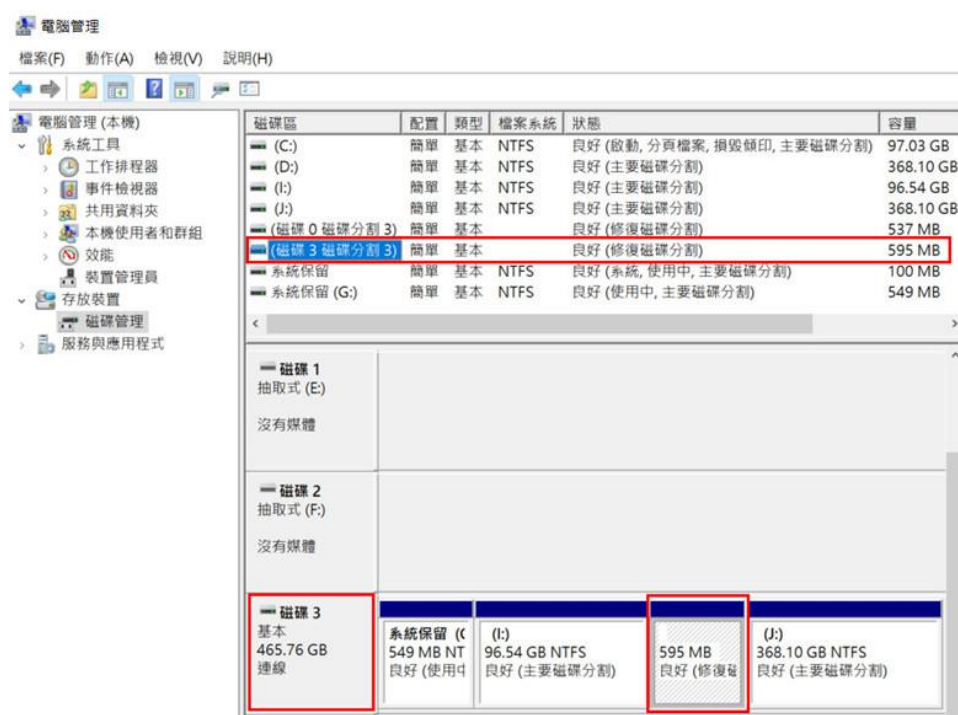 電腦管理
檔案(F) 動作(A) 檢視(V) 說明(H)
電腦管理 (本機)
系統工具
工作排程器
事件檢視器
共用資料夾
本機使用者和群組
效能
裝置管理員
存放裝置
磁碟管理
服務與應用程式
磁碟區 配置 類型 檔案系統 狀態 容量
(C:) 簡單 基本 NTFS 良好 (啟動, 分頁檔案, 損毀傾印, 主要磁碟分割) 97.03 GB
(D:) 簡單 基本 NTFS 良好 (主要磁碟分割) 368.10 GB
(I:) 簡單 基本 NTFS 良好 (主要磁碟分割) 96.54 GB
(J:) 簡單 基本 NTFS 良好 (主要磁碟分割) 368.10 GB
(磁碟 0 磁碟分割 3) 簡單 基本 良好 (修復磁碟分割) 537 MB
(磁碟 3 磁碟分割 3) 簡單 基本 良好 (修復磁碟分割) 595 MB
系統保留 簡單 基本 NTFS 良好 (系統, 使用中, 主要磁碟分割) 100 MB
系統保留 (G:) 簡單 基本 NTFS 良好 (使用中, 主要磁碟分割) 549 MB
磁碟 1
抽取式 (E:)
沒有媒體
磁碟 2
抽取式 (F:)
沒有媒體
磁碟 3
基本
465.76 GB
連線
系統保留 (
549 MB NT
良好 (使用中
(I:)
96.54 GB NTFS
良好 (主要磁碟分割)
595 MB
良好 (修復磁
(J:)
368.10 GB NTFS
良好 (主要磁碟分割)